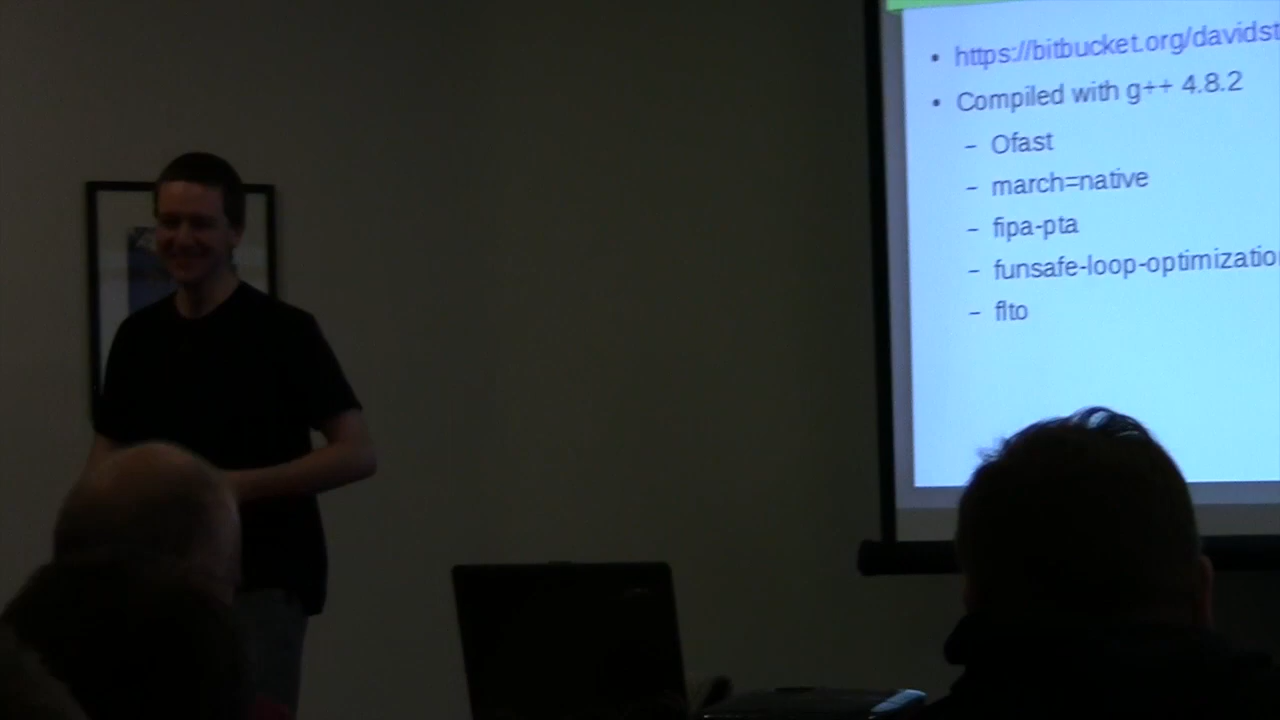 • https://bitbucket.org/davidst
• Compiled with g++ 4.8.2
– Ofast
– march=native
– fipa-pta
– funsafe-loop-optimizatio
– flto